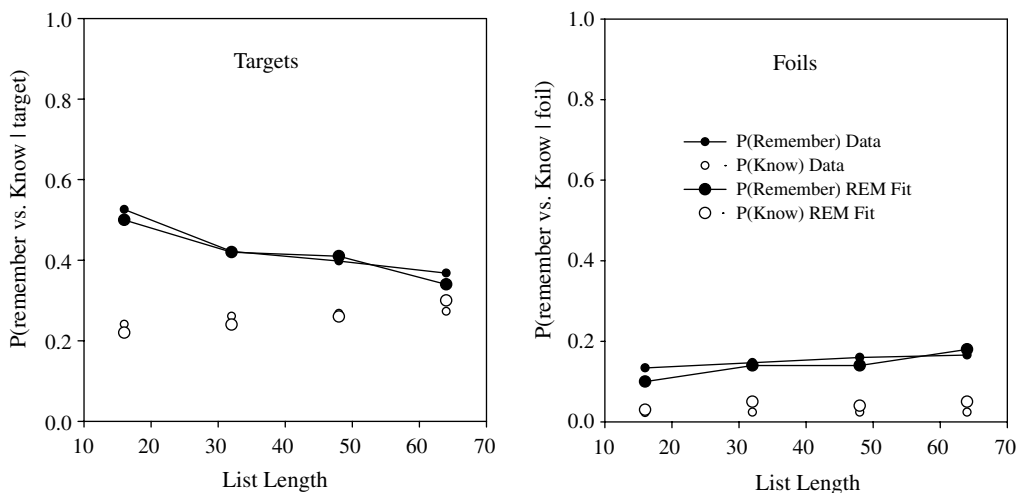 P(remember vs. Know | target)
1.0
0.8
0.6
0.4
0.2
0.0
Targets
10 20 30 40 50 60 70
List Length
P(remember vs. Know | foil)
1.0
0.8
0.6
0.4
0.2
0.0
Foils
P(Remember) Data
P(Know) Data
P(Remember) REM Fit
P(Know) REM Fit
10 20 30 40 50 60 70
List Length